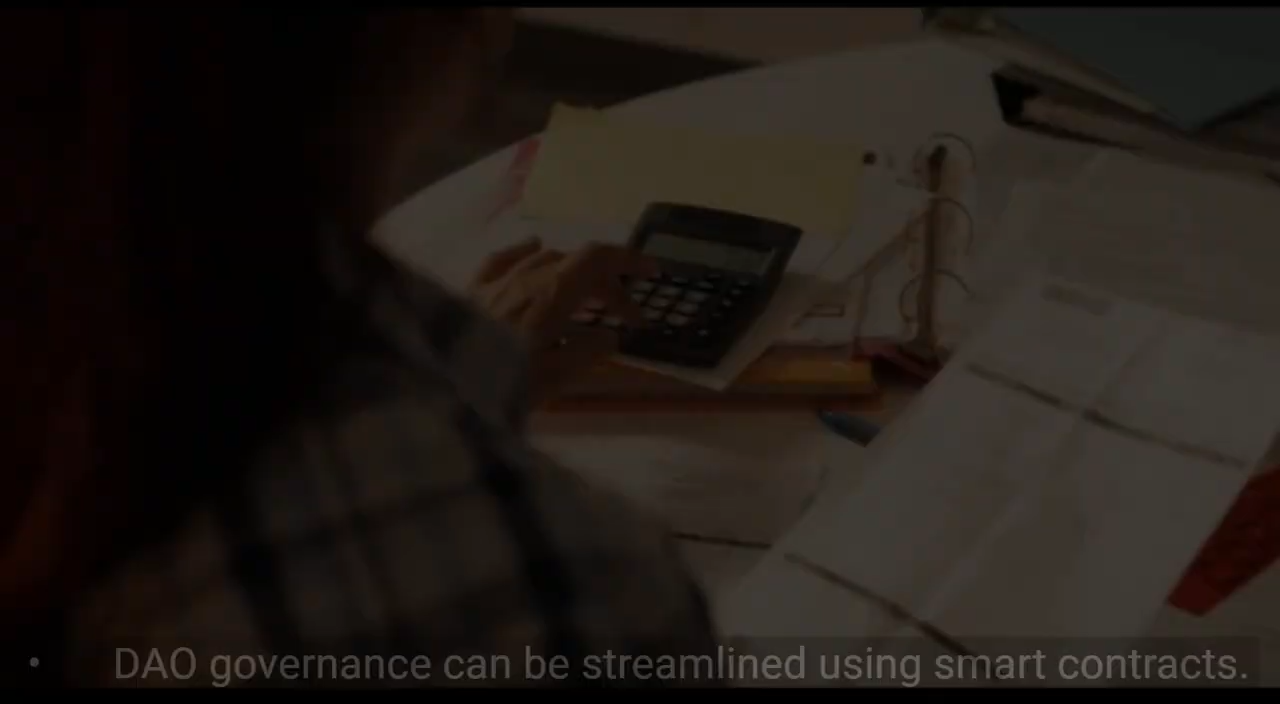 • DAO governance can be streamlined using smart contracts.